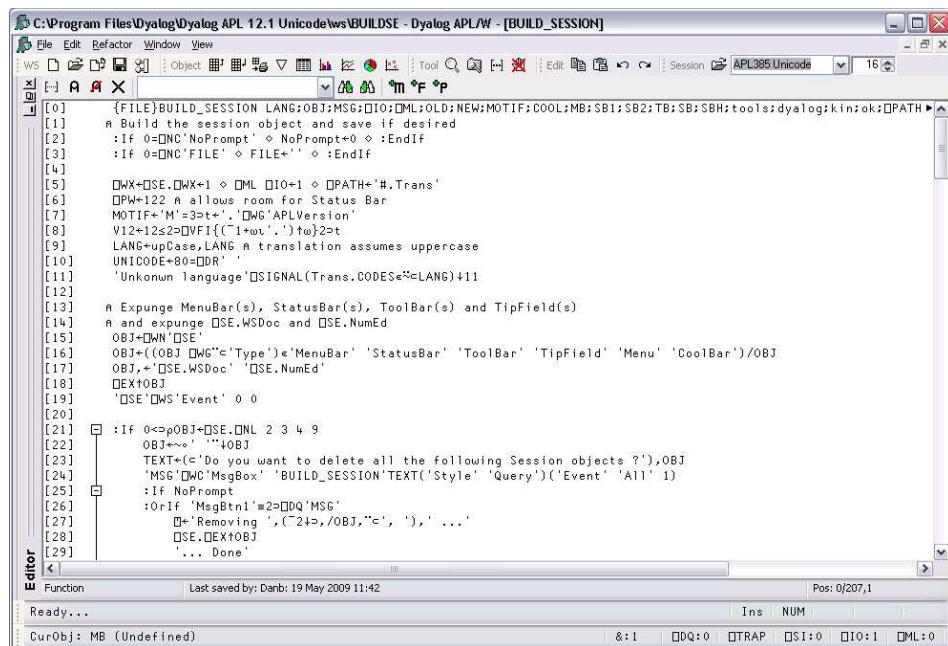 C:\Program Files\Dyalog\Dyalog APL 12.1 Unicode\ws\BUILDSE - Dyalog APL/W - [BUILD_SESSION]
File Edit Refactor Window View
WS Object Tool Edit Session APL385 Unicode 16
[0] {FILE}BUILD_SESSION LANG;OBJ;MSG;⎕IO;⎕ML;OLD;NEW;MOTIF;COOL;MB;SB1;SB2;TB;SB;SBH;tools;dyalog;kin;ok;⎕PATH
[1] ⍝ Build the session object and save if desired
[2] :If 0=⎕NC'NoPrompt' ⋄ NoPrompt←0 ⋄ :EndIf
[3] :If 0=⎕NC'FILE' ⋄ FILE←'' ⋄ :EndIf
[4]
[5] ⎕WX←⎕SE.⎕WX←1 ⋄ ⎕ML ⎕IO←1 ⋄ ⎕PATH←'#.Trans'
[6] ⎕PW←122 ⍝ allows room for Status Bar
[7] MOTIF←'M'=3⊃t←'.'⎕WG'APLVersion'
[8] V12←12≤2⊃⎕VFI{(¯1+⍵⍳'.')↑⍵}2⊃t
[9] LANG←upCase,LANG ⍝ translation assumes uppercase
[10] UNICODE←80=⎕DR' '
[11] 'Unkonwn language'⎕SIGNAL(Trans.CODES∊⍨⊂LANG)↓11
[12]
[13] ⍝ Expunge MenuBar(s), StatusBar(s), ToolBar(s) and TipField(s)
[14] ⍝ and expunge ⎕SE.WSDoc and ⎕SE.NumEd
[15] OBJ←⎕WN'⎕SE'
[16] OBJ←((OBJ ⎕WG¨⊂'Type')∊'MenuBar' 'StatusBar' 'ToolBar' 'TipField' 'Menu' 'CoolBar')/OBJ
[17] OBJ,←'⎕SE.WSDoc' '⎕SE.NumEd'
[18] ⎕EX↑OBJ
[19] '⎕SE'⎕WS'Event' 0 0
[20]
[21] :If 0<⊃⍴OBJ←⎕SE.⎕NL 2 3 4 9
[22] OBJ←~∘' '¨↓OBJ
[23] TEXT←(⊂'Do you want to delete all the following Session objects ?'),OBJ
[24] 'MSG'⎕WC'MsgBox' 'BUILD_SESSION'TEXT('Style' 'Query')('Event' 'All' 1)
[25] :If NoPrompt
[26] :OrIf 'MsgBtn1'≡2⊃⎕DQ'MSG'
[27] ⍞←'Removing ',(¯2↓⊃,/OBJ,¨⊂', '),' ...'
[28] ⎕SE.⎕EX↑OBJ
[29] '... Done'
Editor
Function Last saved by: Danb: 19 May 2009 11:42 Pos: 0/207,1
Ready... Ins NUM
CurObj: MB (Undefined) &:1 ⎕DQ:0 ⎕TRAP ⎕SI:0 ⎕IO:1 ⎕ML:0